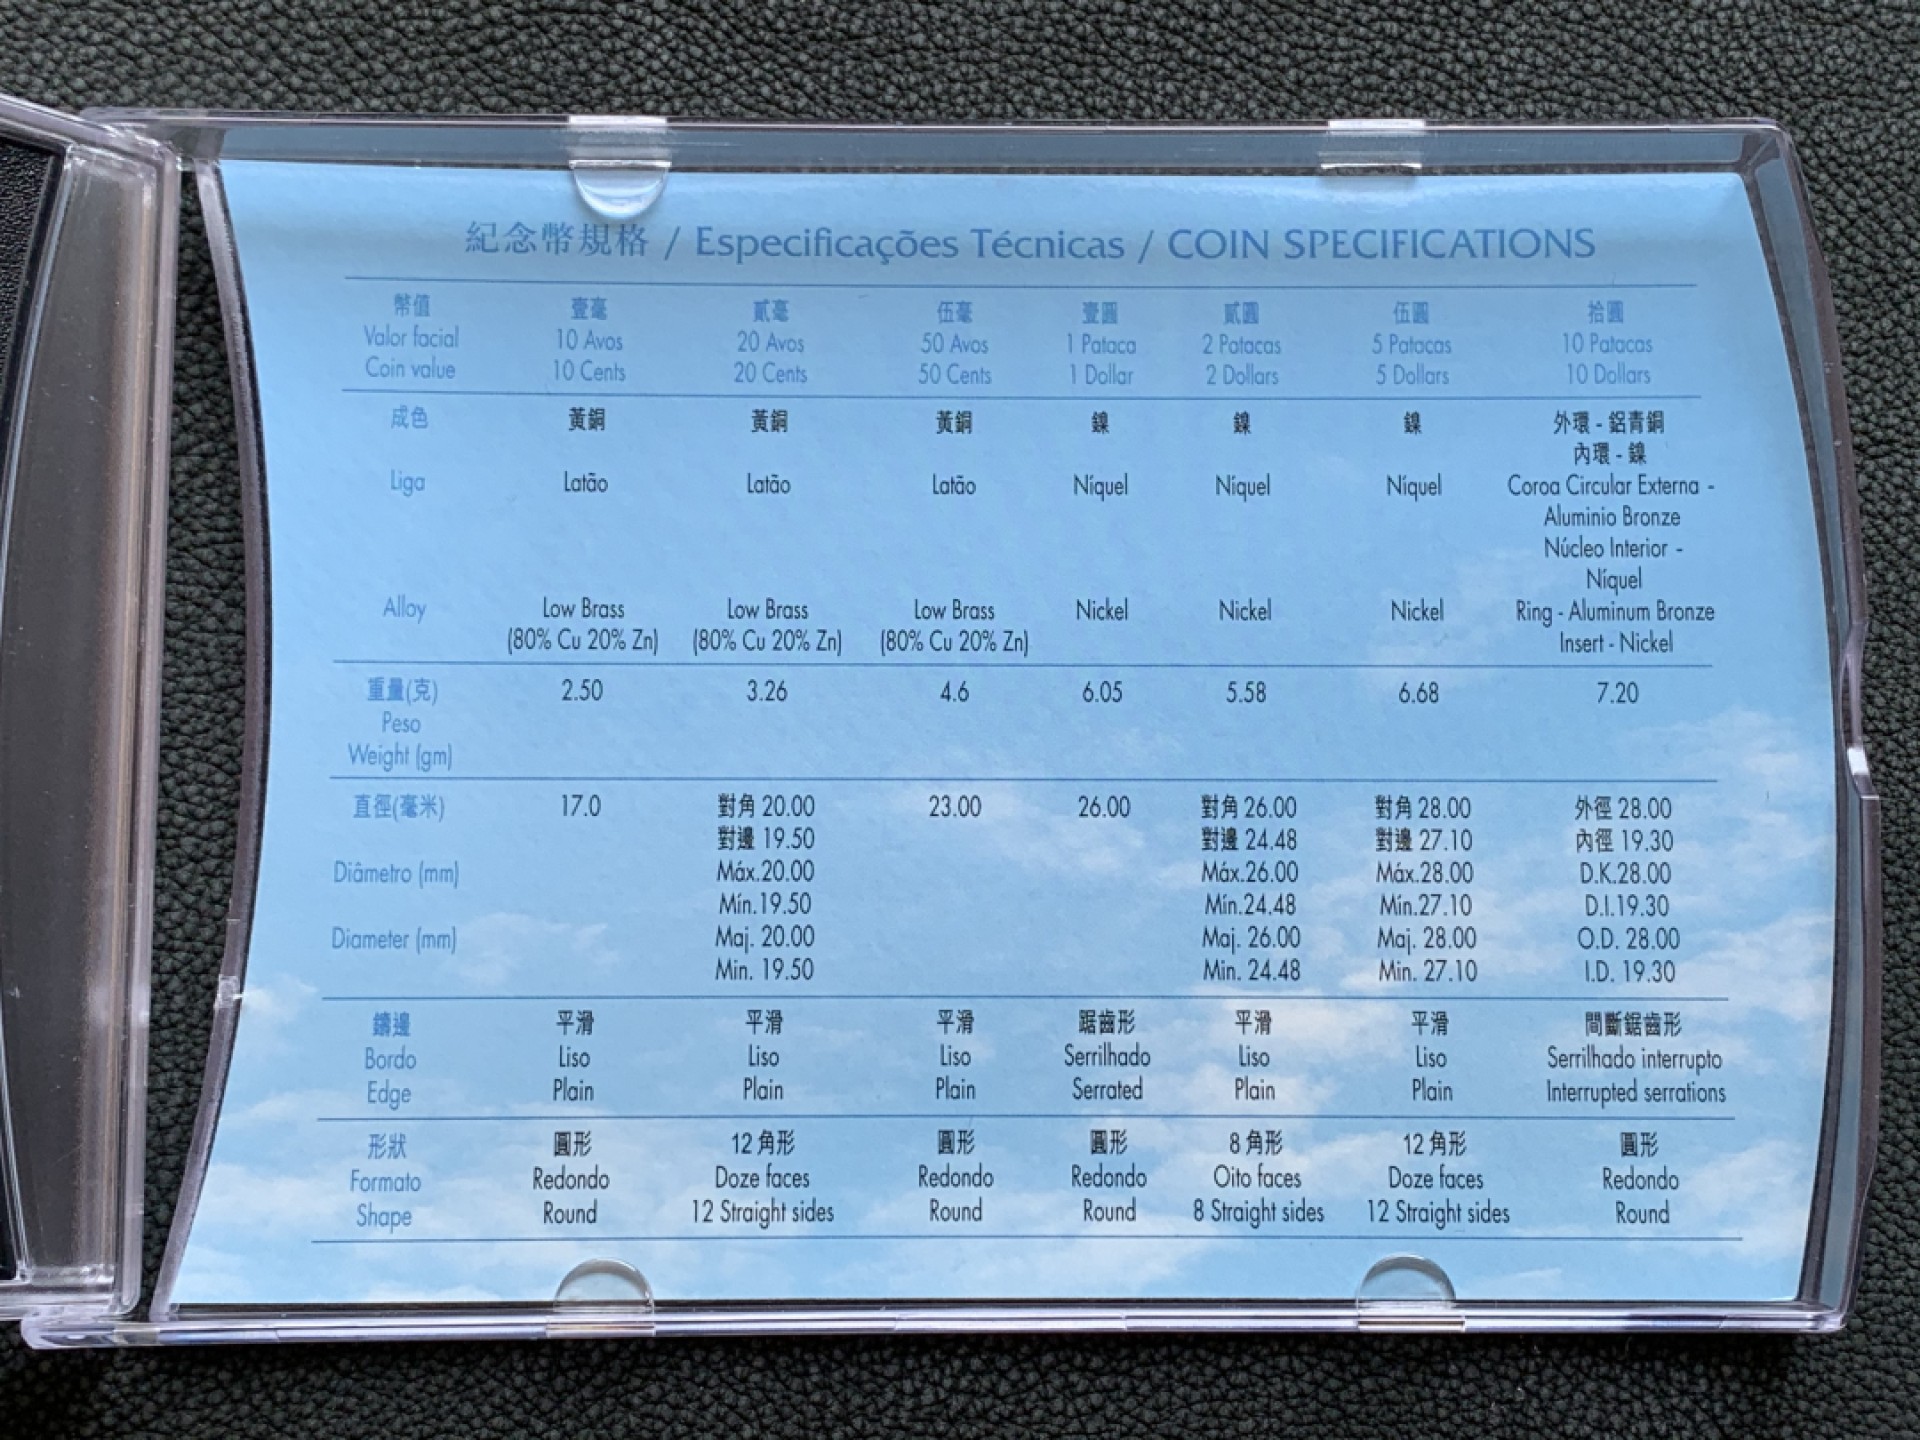 紀念幣規格 / Especificações Técnicas / COIN SPECIFICATIONS
幣值 壹毫 貳毫 伍毫 壹圓 貳圓 伍圓 拾圓
Valor facial 10 Avos 20 Avos 50 Avos 1 Pataca 2 Patacas 5 Patacas 10 Patacas
Coin value 10 Cents 20 Cents 50 Cents 1 Dollar 2 Dollars 5 Dollars 10 Dollars
成色 黃銅 黃銅 黃銅 鎳 鎳 鎳 外環 - 鋁青銅
內環 - 鎳
Liga Latão Latão Latão Níquel Níquel Níquel Coroa Circular Externa -
Aluminio Bronze
Núcleo Interior -
Níquel
Alloy Low Brass Low Brass Low Brass Nickel Nickel Nickel Ring - Aluminum Bronze
(80% Cu 20% Zn) (80% Cu 20% Zn) (80% Cu 20% Zn) Insert - Nickel
重量(克) 2.50 3.26 4.6 6.05 5.58 6.68 7.20
Peso
Weight (gm)
直徑(毫米) 17.0 對角 20.00 23.00 26.00 對角 26.00 對角 28.00 外徑 28.00
對邊 19.50 對邊 24.48 對邊 27.10 內徑 19.30
Diâmetro (mm) Máx.20.00 Máx.26.00 Máx.28.00 D.K.28.00
Mín.19.50 Mín.24.48 Mín.27.10 D.I.19.30
Diameter (mm) Maj. 20.00 Maj. 26.00 Maj. 28.00 O.D. 28.00
Min. 19.50 Min. 24.48 Min. 27.10 I.D. 19.30
鑄邊 平滑 平滑 平滑 踞齒形 平滑 平滑 間斷鋸齒形
Bordo Liso Liso Liso Serrilhado Liso Liso Serrilhado interrupto
Edge Plain Plain Plain Serrated Plain Plain Interrupted serrations
形狀 圓形 12 角形 圓形 圓形 8 角形 12 角形 圓形
Formato Redondo Doze faces Redondo Redondo Oito faces Doze faces Redondo
Shape Round 12 Straight sides Round Round 8 Straight sides 12 Straight sides Round